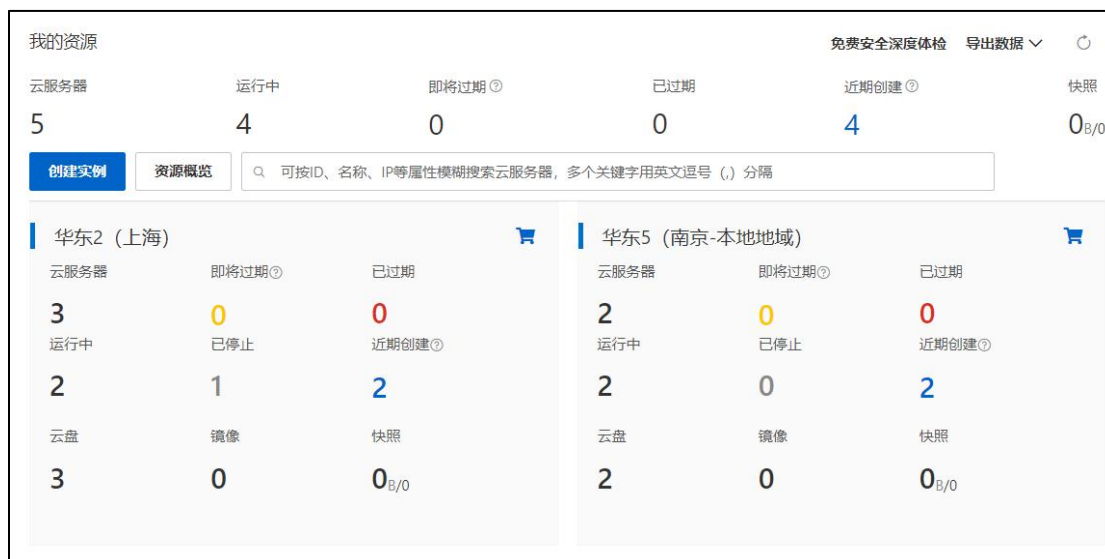 我的资源 免费安全深度体检 导出数据
云服务器 运行中 即将过期 已过期 近期创建 快照
5 4 0 0 4 0B/0
创建实例 资源概览 可按ID、名称、IP等属性模糊搜索云服务器，多个关键字用英文逗号 (,) 分隔
华东2（上海）
云服务器 即将过期 已过期
3 0 0
运行中 已停止 近期创建
2 1 2
云盘 镜像 快照
3 0 0B/0
华东5（南京-本地地域）
云服务器 即将过期 已过期
2 0 0
运行中 已停止 近期创建
2 0 2
云盘 镜像 快照
2 0 0B/0